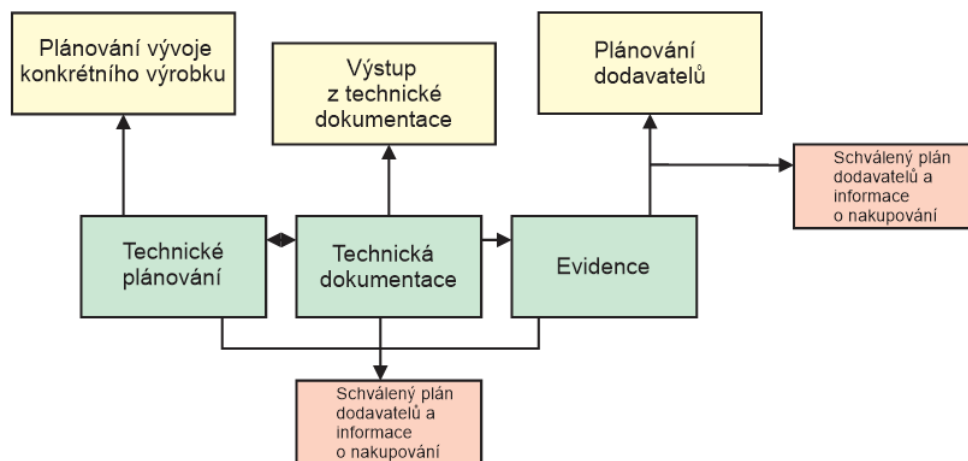 Plánování vývoje
konkrétního výrobku
Výstup
z technické
dokumentace
Plánování
dodavatelů
Schválený plán
dodavatelů a
informace
o nakupování
Technické
plánování
Technická
dokumentace
Evidence
Schválený plán
dodavatelů a
informace
o nakupování